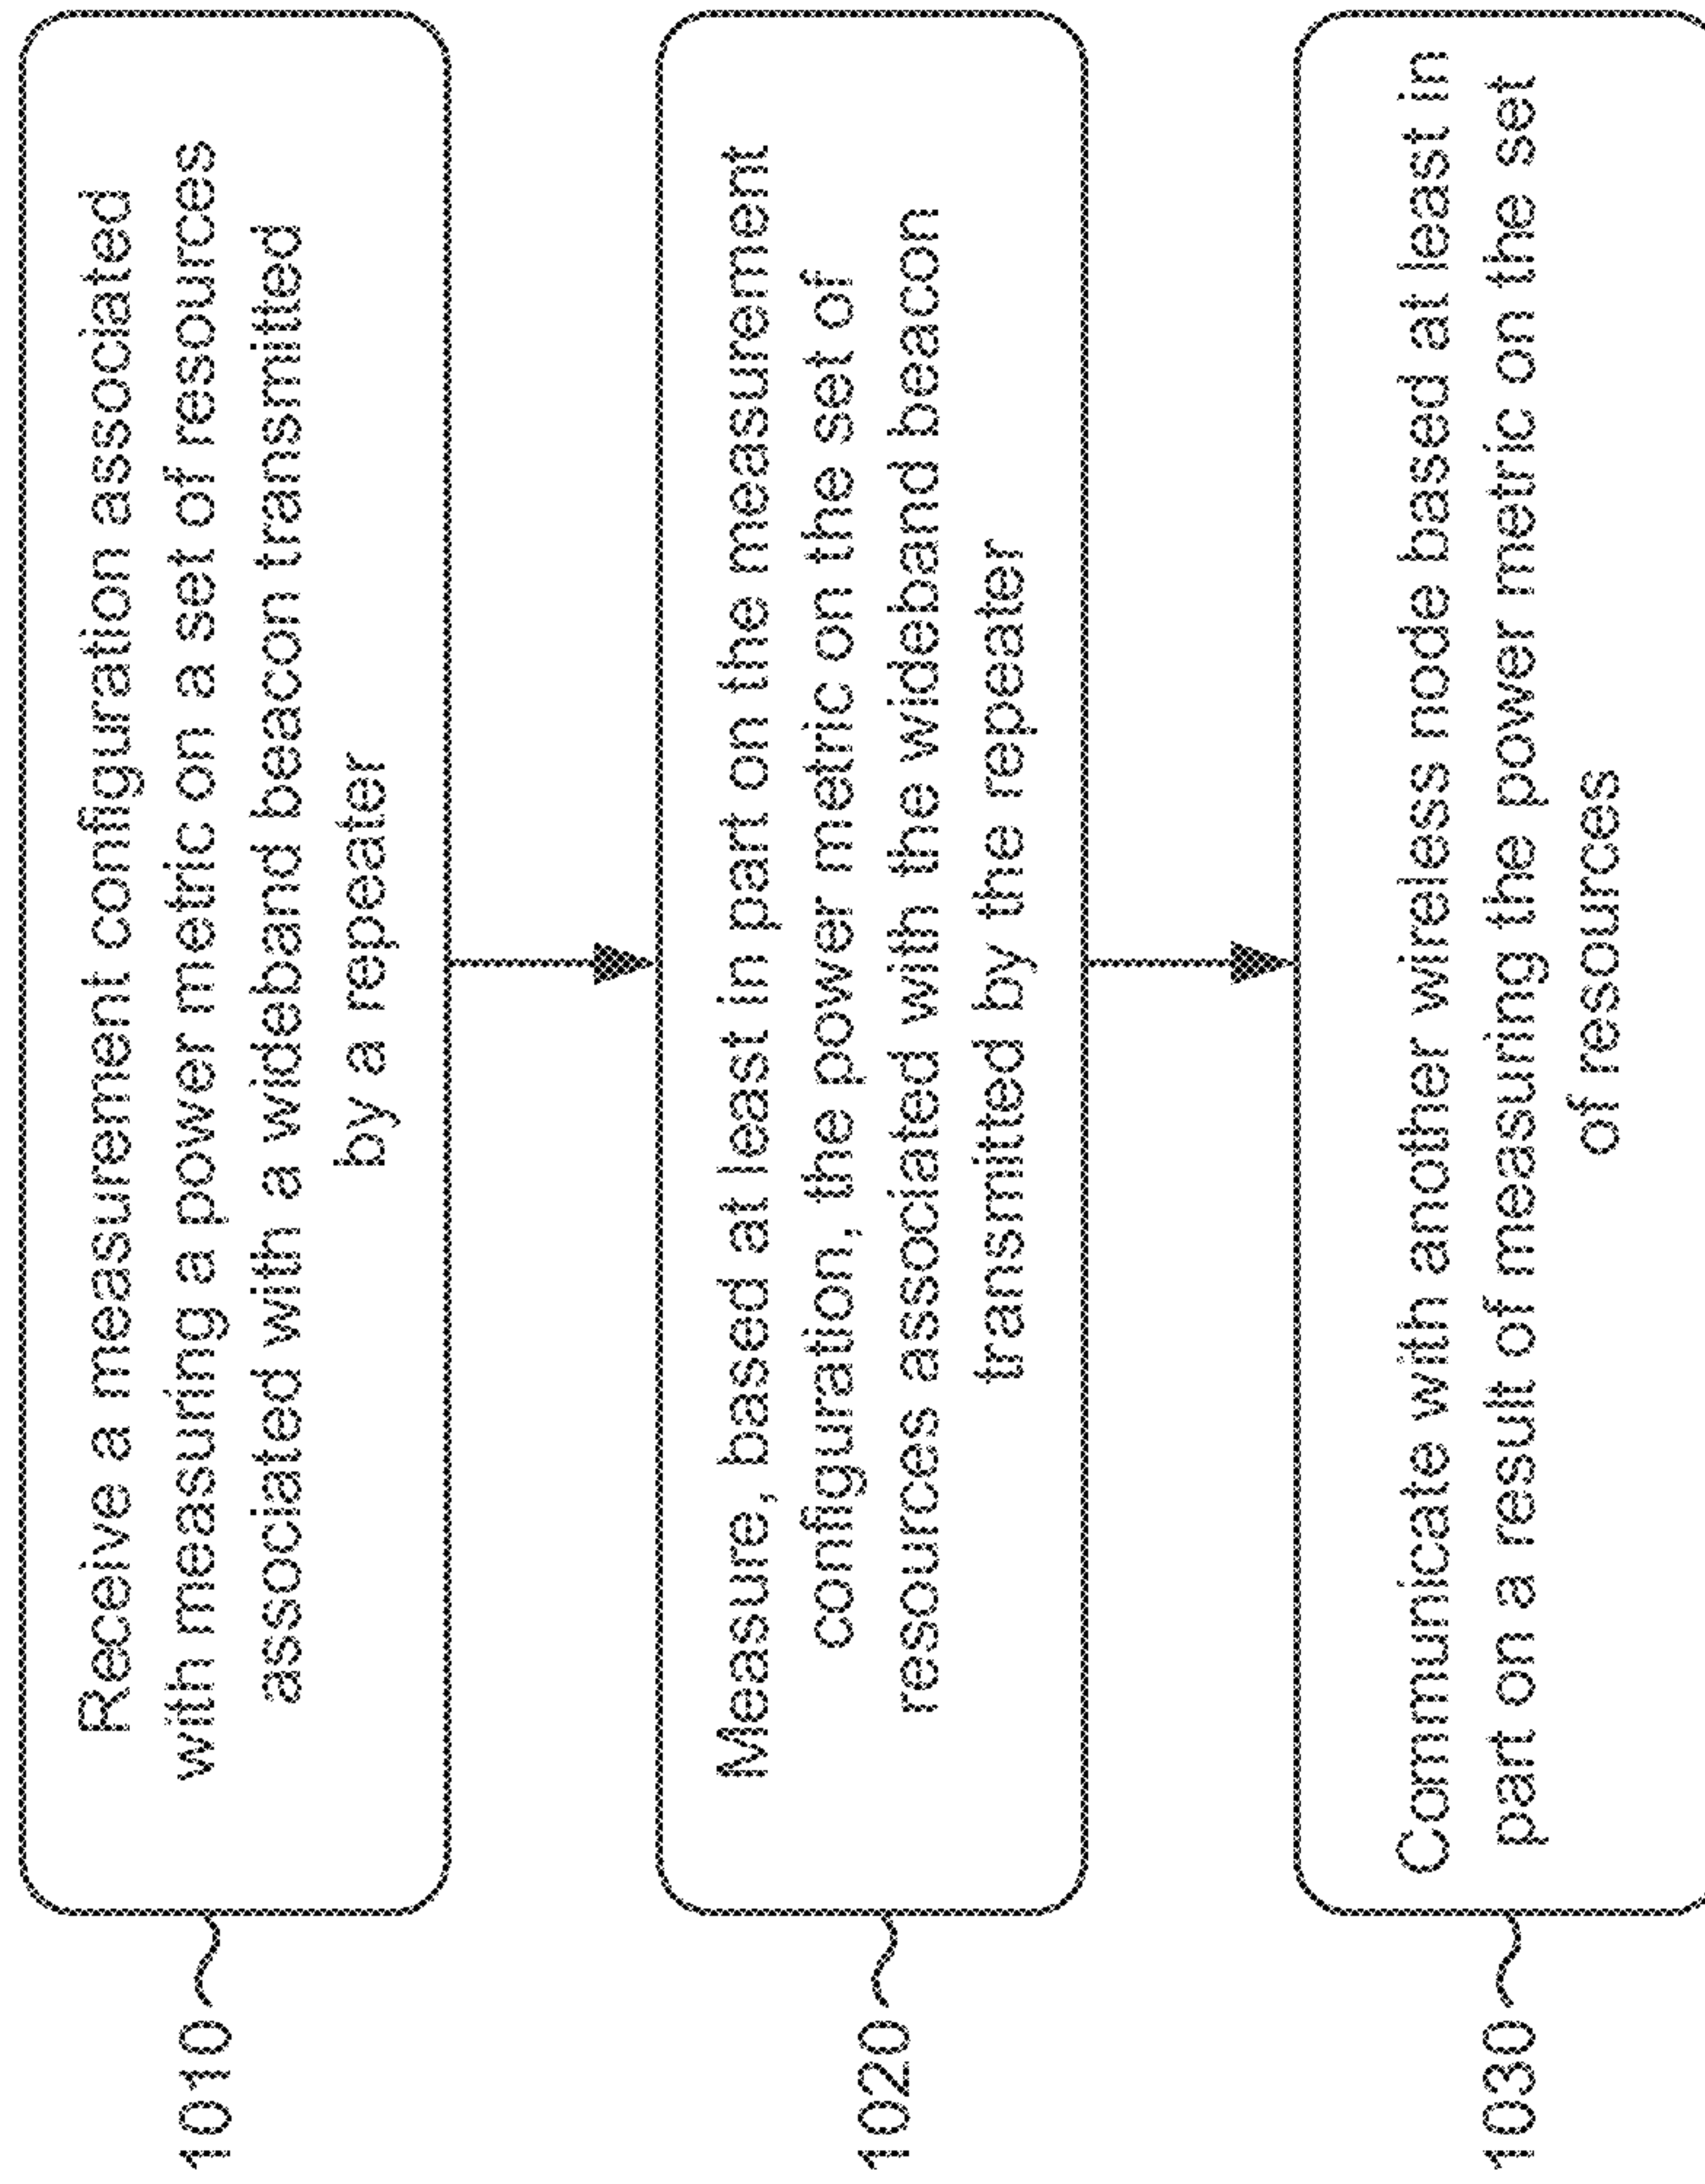 1010
Receive a measurement configuration associated
with measuring a power metric on a set of resources
associated with a wideband beacon transmitted
by a repeater
1020
Measure, based at least in part on the measurement
configuration, the power metric on the set of
resources associated with the wideband beacon
transmitted by the repeater
1030
Communicate with another wireless node based at least in
part on a result of measuring the power metric on the set
of resources